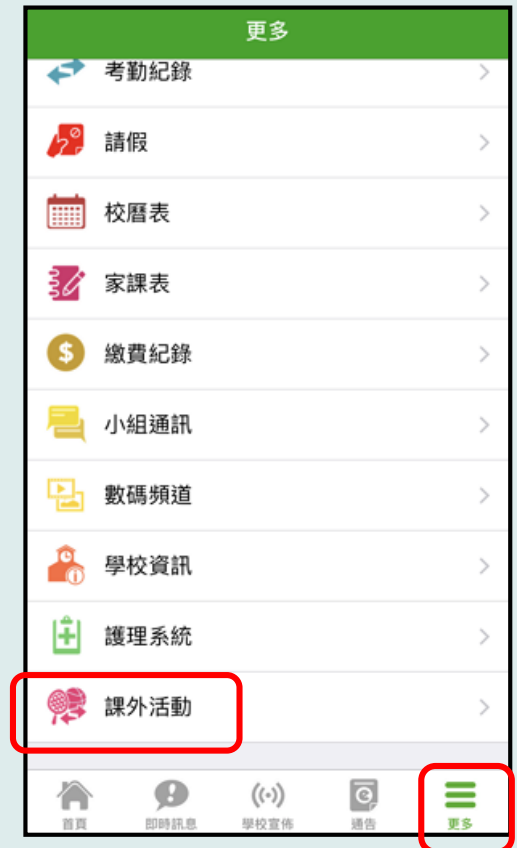 更多
考勤紀錄
請假
校曆表
家課表
繳費紀錄
小組通訊
數碼頻道
學校資訊
護理系統
課外活動
首頁 即時訊息 學校宣佈 通告 更多